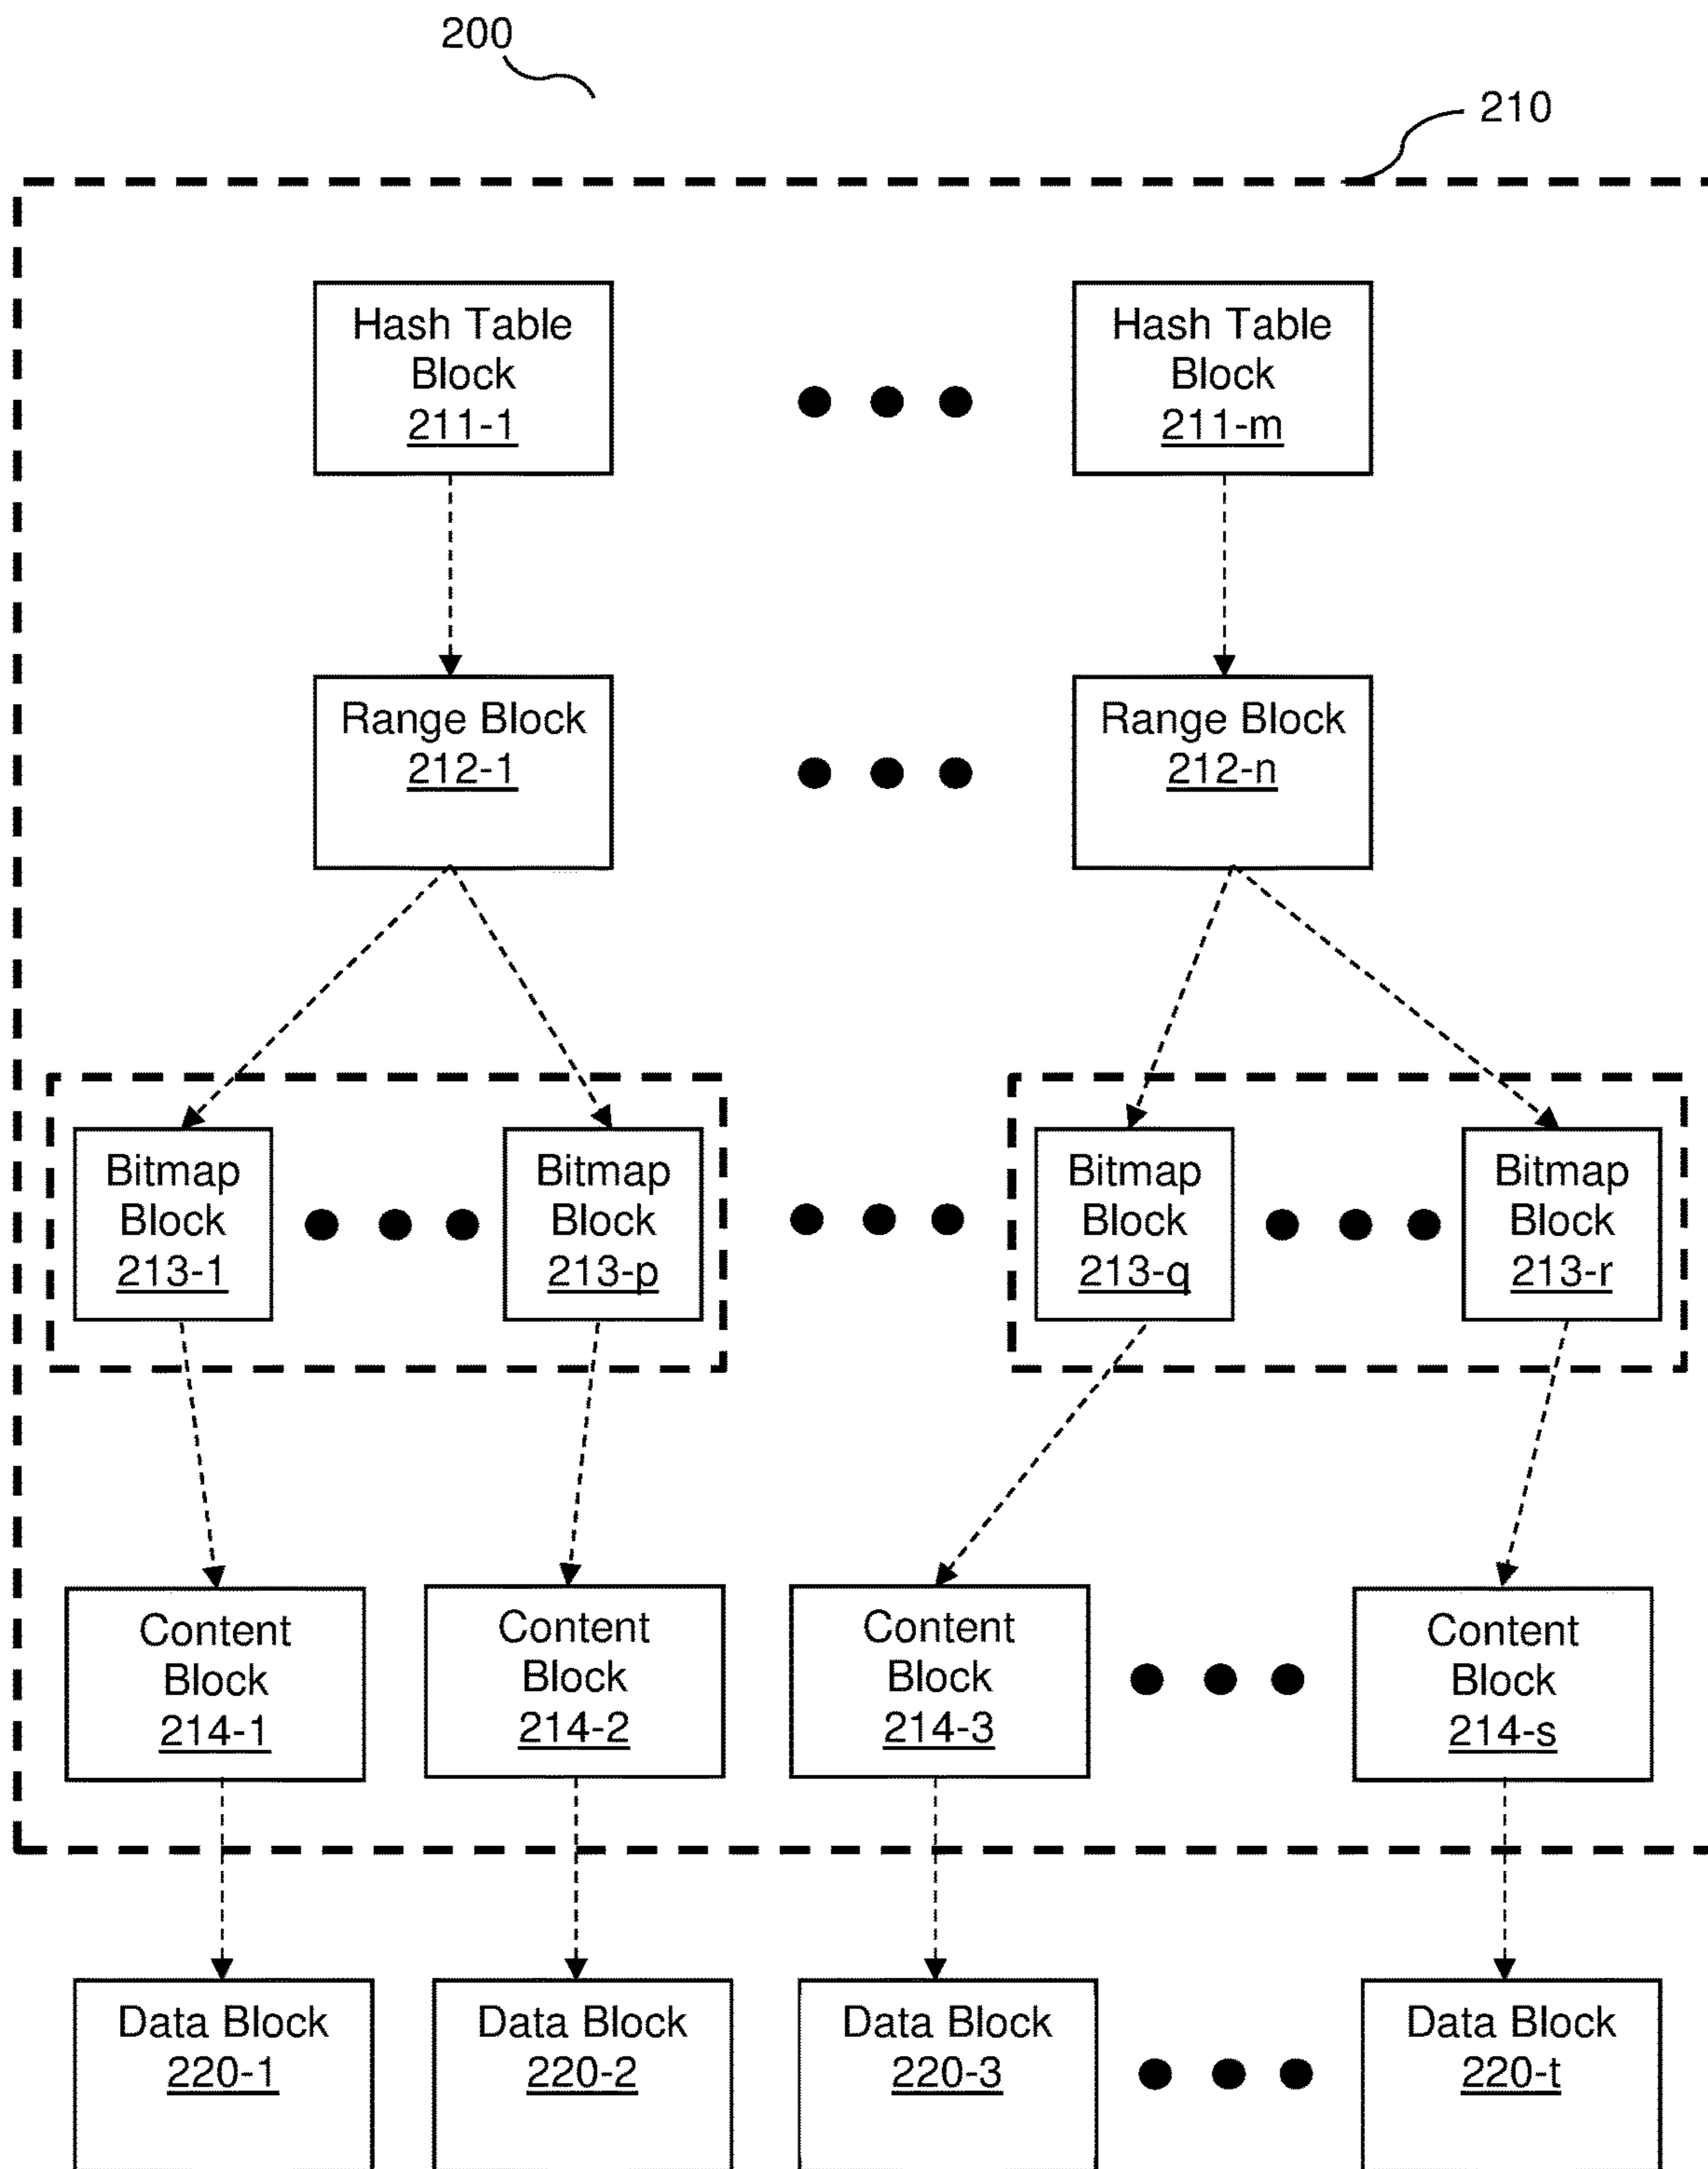 200
210
Hash Table
Block
211-1
Hash Table
Block
211-m
Range Block
212-1
Range Block
212-n
Bitmap
Block
213-1
Bitmap
Block
213-p
Bitmap
Block
213-q
Bitmap
Block
213-r
Content
Block
214-1
Content
Block
214-2
Content
Block
214-3
Content
Block
214-s
Data Block
220-1
Data Block
220-2
Data Block
220-3
Data Block
220-t